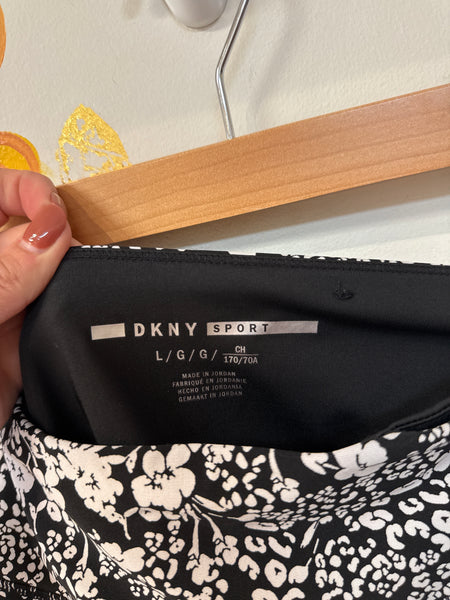 DKNY SPORT
L/G/G/ CH
170/70A
MADE IN JORDAN
FABRIQUÉ EN JORDANIE
HECHO EN JORDANIA
GEMAAKT IN JORDAN